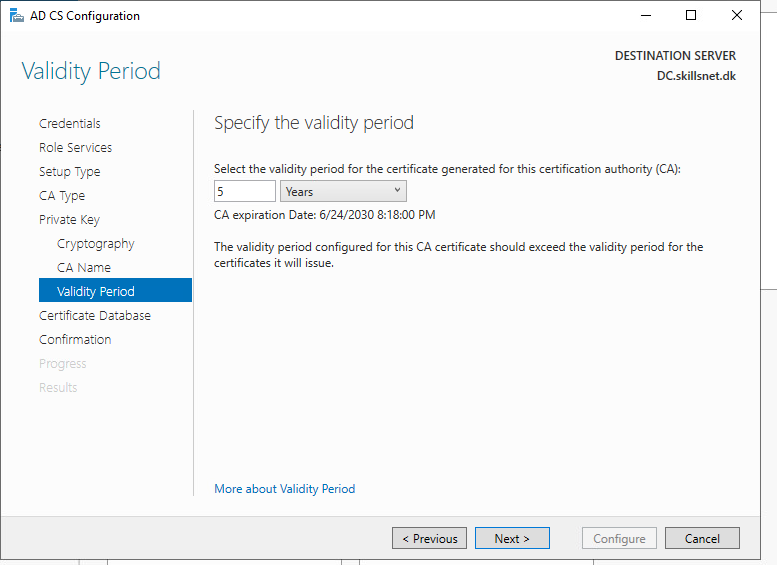 AD CS Configuration
Validity Period
DESTINATION SERVER
DC.skillsnet.dk
Credentials
Role Services
Setup Type
CA Type
Private Key
Cryptography
CA Name
Validity Period
Certificate Database
Confirmation
Progress
Results
Specify the validity period
Select the validity period for the certificate generated for this certification authority (CA):
5 Years
CA expiration Date: 6/24/2030 8:18:00 PM
The validity period configured for this CA certificate should exceed the validity period for the
certificates it will issue.
More about Validity Period
< Previous Next > Configure Cancel